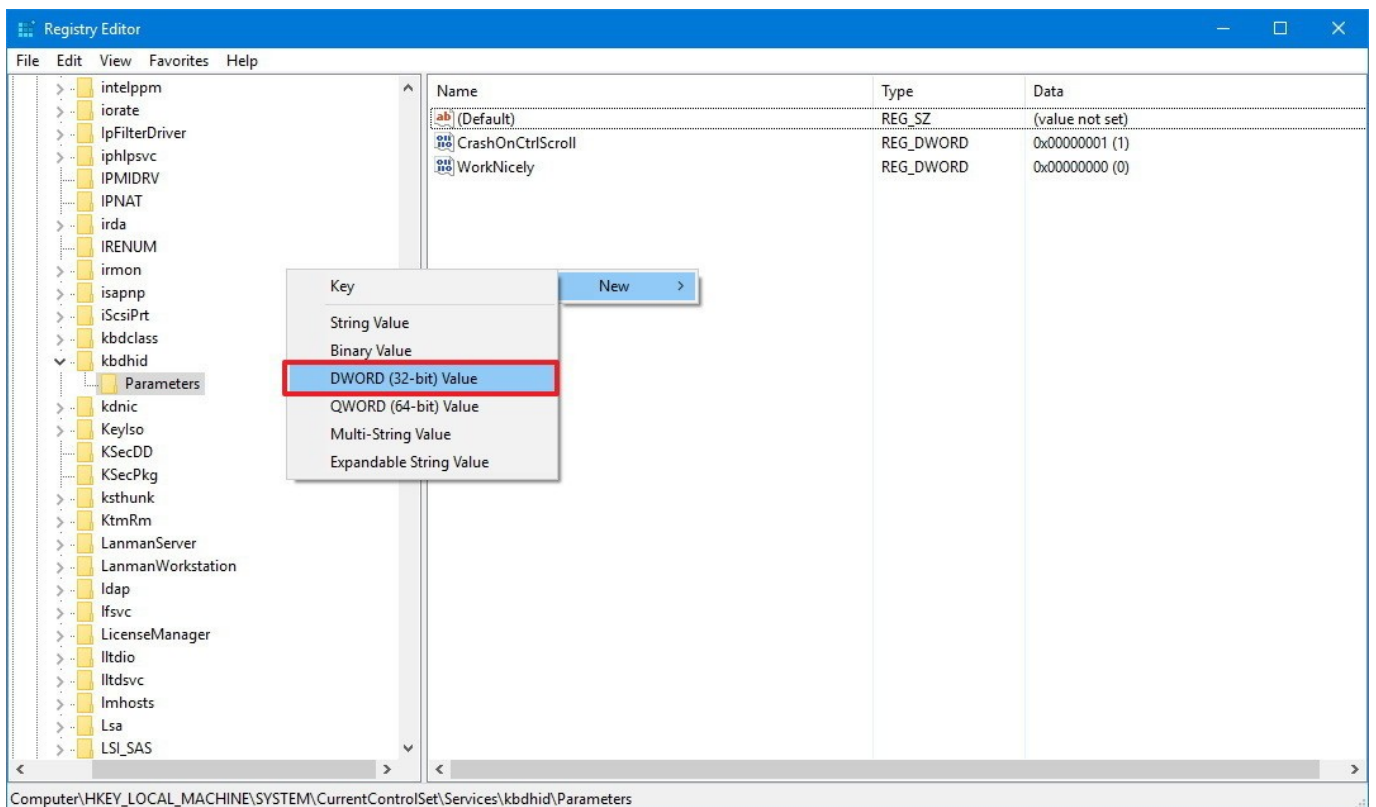 Registry Editor
File Edit View Favorites Help
intelppm
iorate
IpFilterDriver
iphlpsvc
IPMIDRV
IPNAT
irda
IRENUM
irmon
isapnp
iScsiPrt
kbdclass
kbdhid
Parameters
kdnic
KeyIso
KSecDD
KSecPkg
ksthunk
KtmRm
LanmanServer
LanmanWorkstation
ldap
lfsvc
LicenseManager
lltdio
lltdsvc
lmhosts
Lsa
LSI_SAS
Name Type Data
(Default) REG_SZ (value not set)
CrashOnCtrlScroll REG_DWORD 0x00000001 (1)
WorkNicely REG_DWORD 0x00000000 (0)
New
Key
String Value
Binary Value
DWORD (32-bit) Value
QWORD (64-bit) Value
Multi-String Value
Expandable String Value
Computer\HKEY_LOCAL_MACHINE\SYSTEM\CurrentControlSet\Services\kbdhid\Parameters